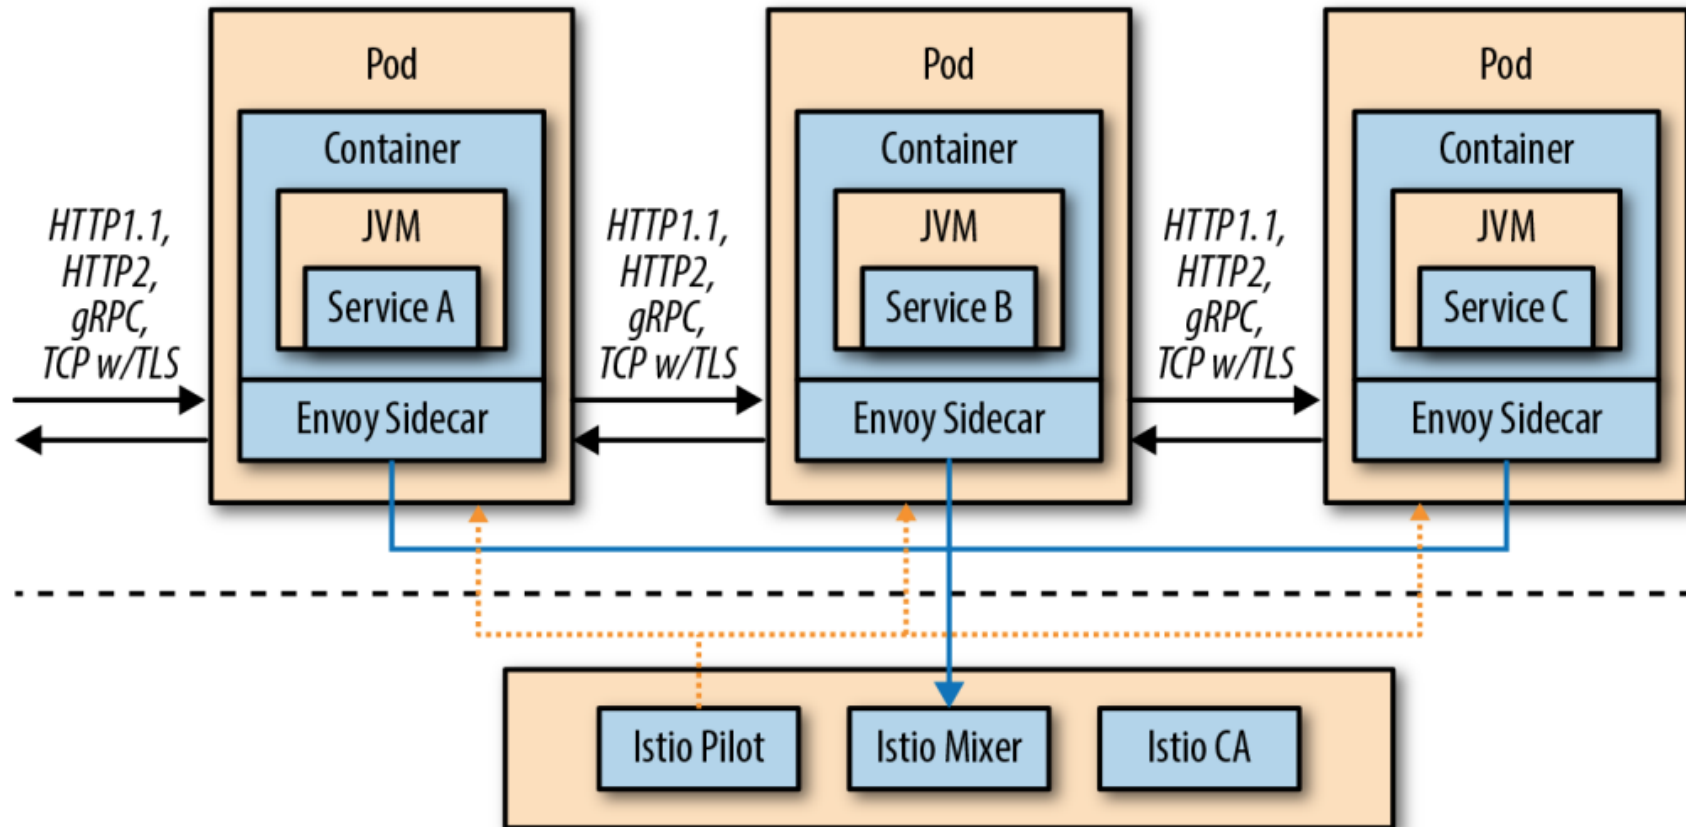 Pod
Container
JVM
Service A
Envoy Sidecar
Pod
Container
JVM
Service B
Envoy Sidecar
Pod
Container
JVM
Service C
Envoy Sidecar
HTTP1.1,
HTTP2,
gRPC,
TCP w/TLS
HTTP1.1,
HTTP2,
gRPC,
TCP w/TLS
HTTP1.1,
HTTP2,
gRPC,
TCP w/TLS
Istio Pilot
Istio Mixer
Istio CA